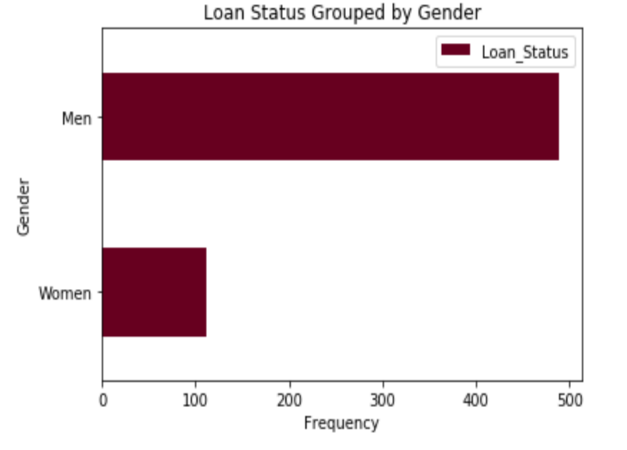 Loan Status Grouped by Gender
Loan_Status
Men
Gender
Women
0 100 200 300 400 500
Frequency